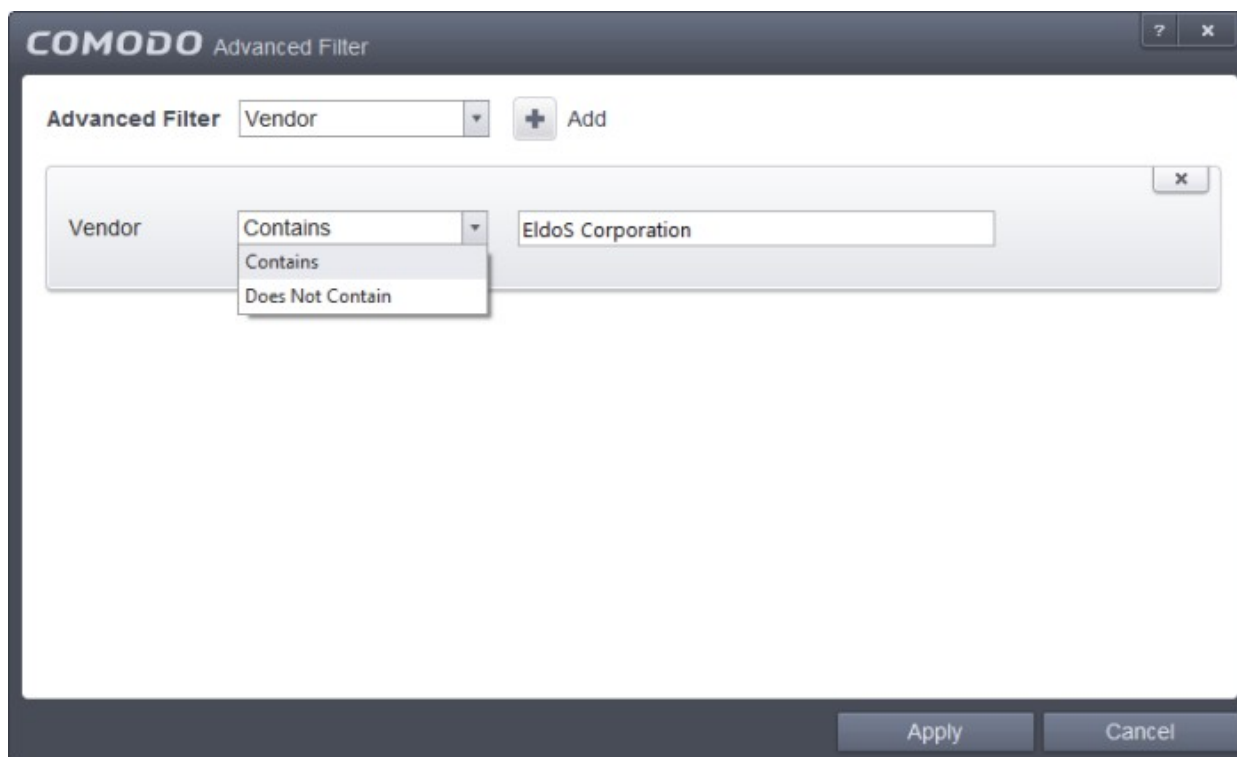 COMODO Advanced Filter ? x
Advanced Filter Vendor + Add
x
Vendor Contains EldoS Corporation
Contains
Does Not Contain
Apply Cancel